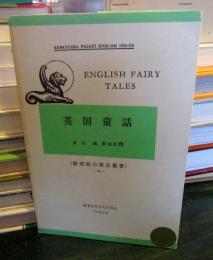 KENKYUSHA POCKET ENGLISH SERIES
ENGLISH FAIRY
TALES
英国童話
(研究社小英文叢書)
KENKYUSHA